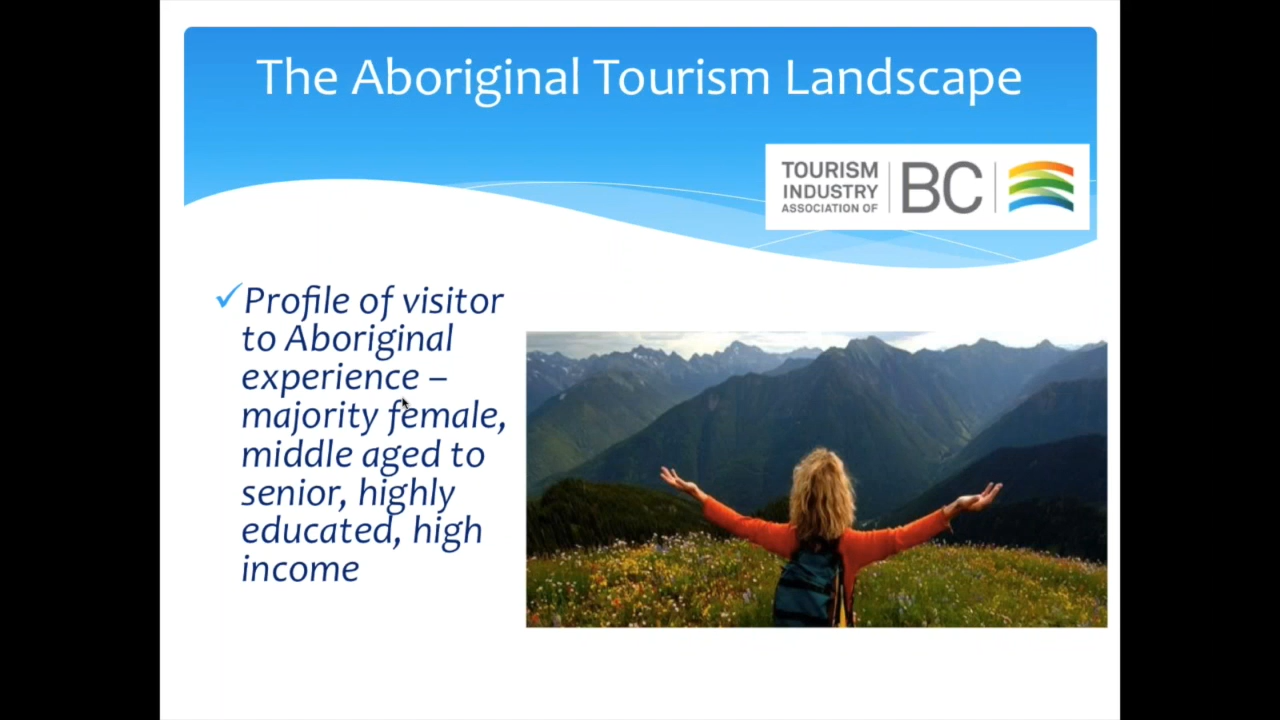 The Aboriginal Tourism Landscape
TOURISM
INDUSTRY
ASSOCIATION OF
BC
Profile of visitor
to Aboriginal
experience –
majority female,
middle aged to
senior, highly
educated, high
income